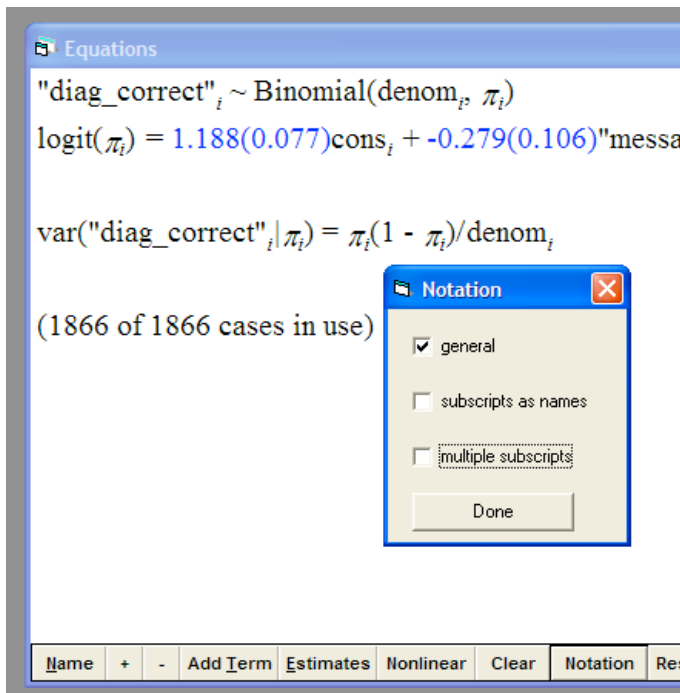 Equations
"diag_correct"ᵢ ~ Binomial(denomᵢ, πᵢ)
logit(πᵢ) = 1.188(0.077)consᵢ + -0.279(0.106)"messa
var("diag_correct"ᵢ|πᵢ) = πᵢ(1 - πᵢ)/denomᵢ
(1866 of 1866 cases in use)
Notation
general
subscripts as names
multiple subscripts
Done
Name + - Add Term Estimates Nonlinear Clear Notation Res